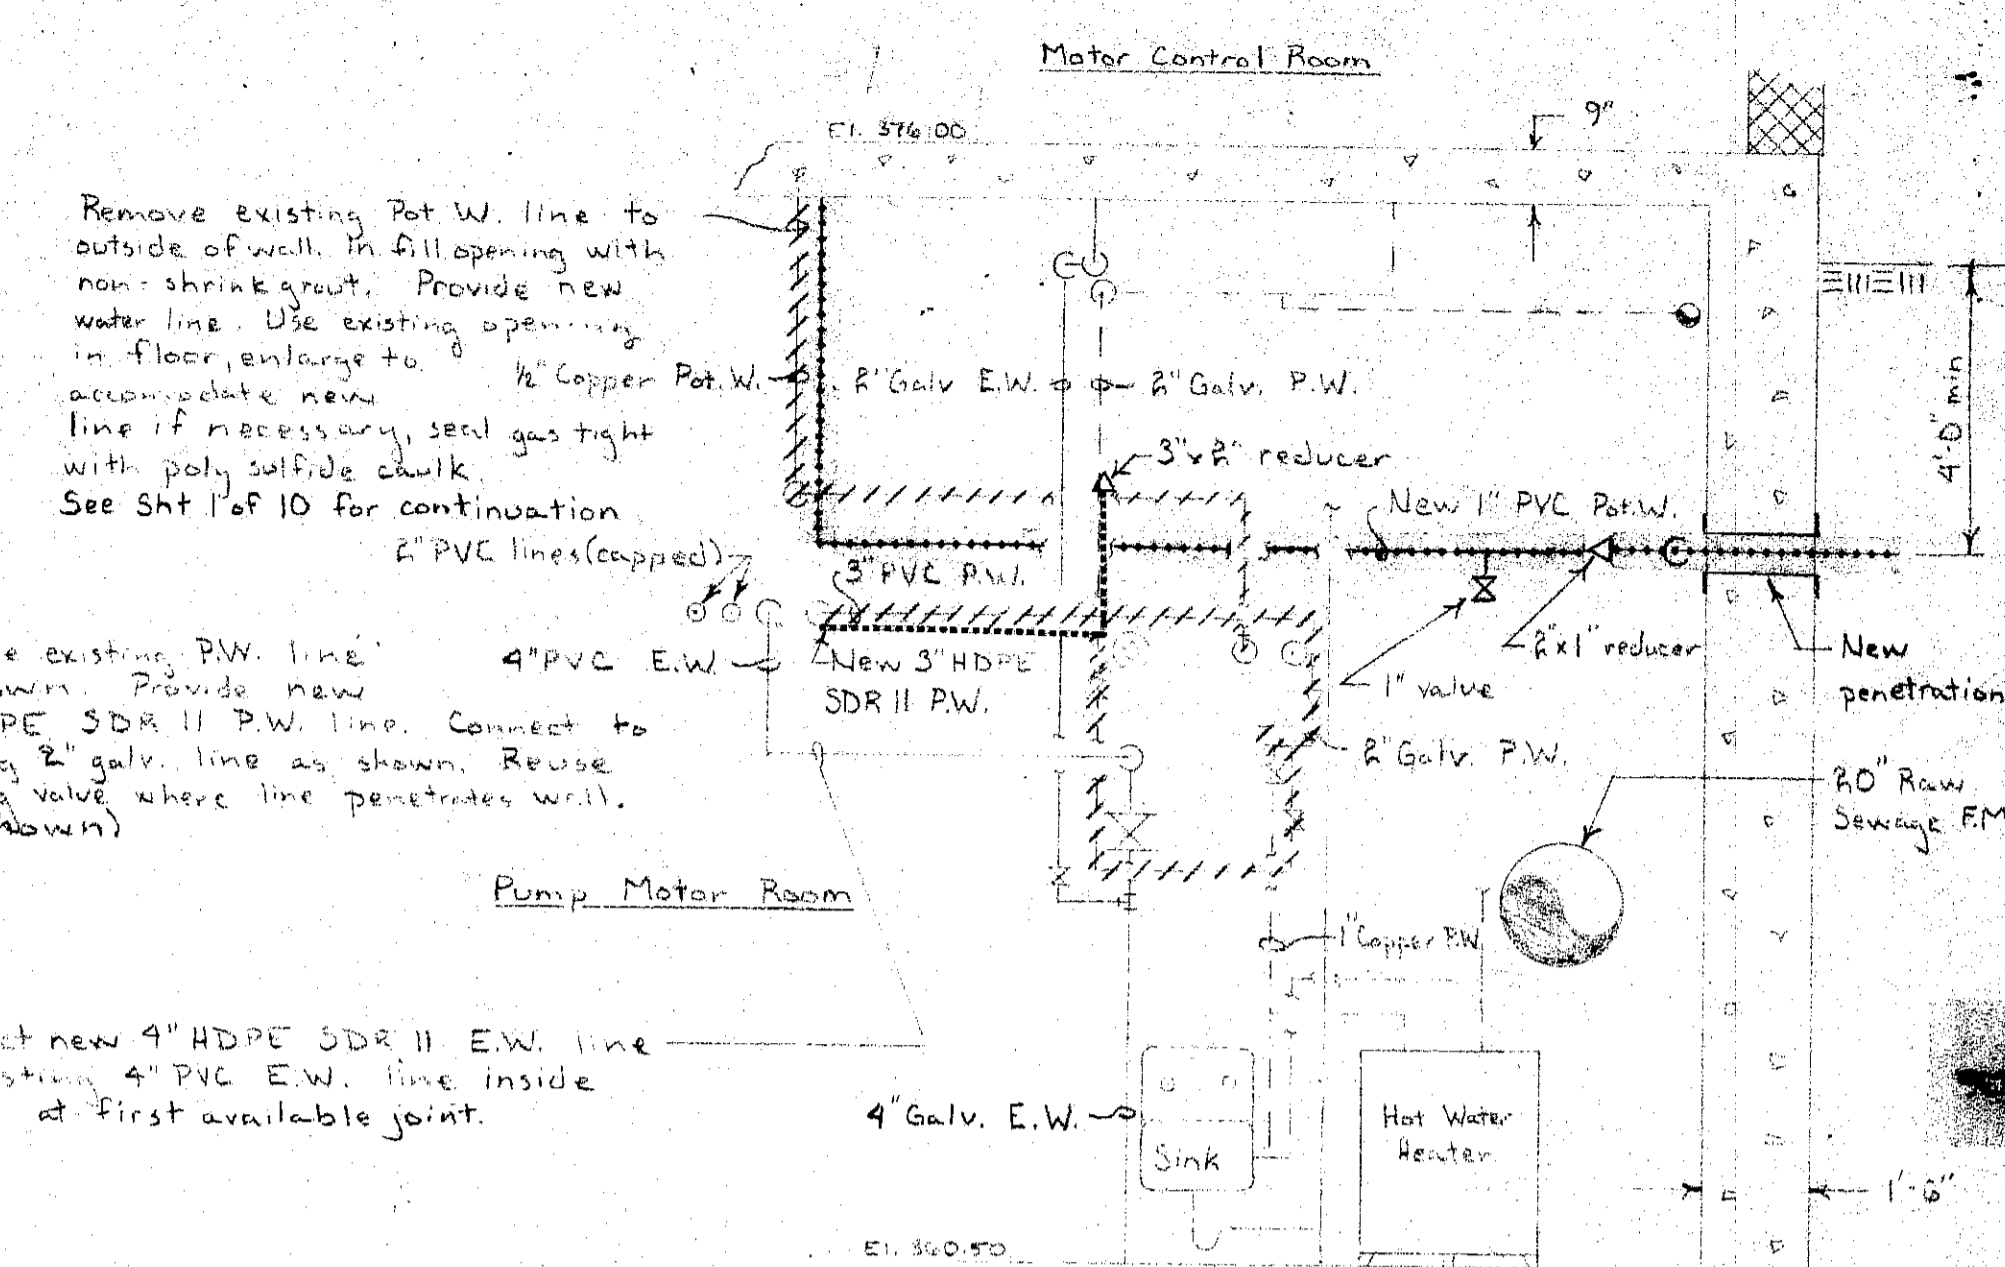 Motor Control Room
El. 376.00
9"
Remove existing Pot. W. line to
outside of wall. In fill opening with
non-shrink grout. Provide new
water line. Use existing opening
in floor, enlarge to
accomodate new
line if necessary, seal gas tight
with poly sulfide caulk.
See Sht 1 of 10 for continuation
1/2" Copper Pot. W.
2" Galv E.W.
2" Galv. P.W.
3"x2" reducer
New 1" PVC Pot. W.
4'-0" min
2" PVC lines (capped)
3" PVC P.W.
e existing P.W. line
own. Provide new
PE SDR 11 P.W. line. Connect to
g 2" galv. line as shown. Reuse
g valve where line penetrates wall.
hown)
4" PVC E.W.
New 3" HDPE
SDR 11 P.W.
1" valve
2"x1" reducer
New
penetration
2" Galv. P.W.
20" Raw
Sewage F.M
Pump Motor Room
1" Copper P.W.
ct new 4" HDPE SDR 11 E.W. line
sting 4" PVC E.W. line inside
at first available joint.
4" Galv. E.W.
Sink
Hot Water
Heater
1'-6"
El. 360.50